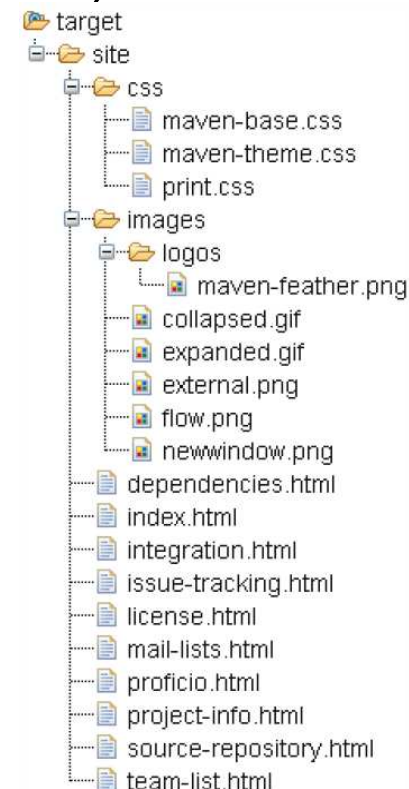 target
site
css
maven-base.css
maven-theme.css
print.css
images
logos
maven-feather.png
collapsed.gif
expanded.gif
external.png
flow.png
newwindow.png
dependencies.html
index.html
integration.html
issue-tracking.html
license.html
mail-lists.html
proficio.html
project-info.html
source-repository.html
team-list.html